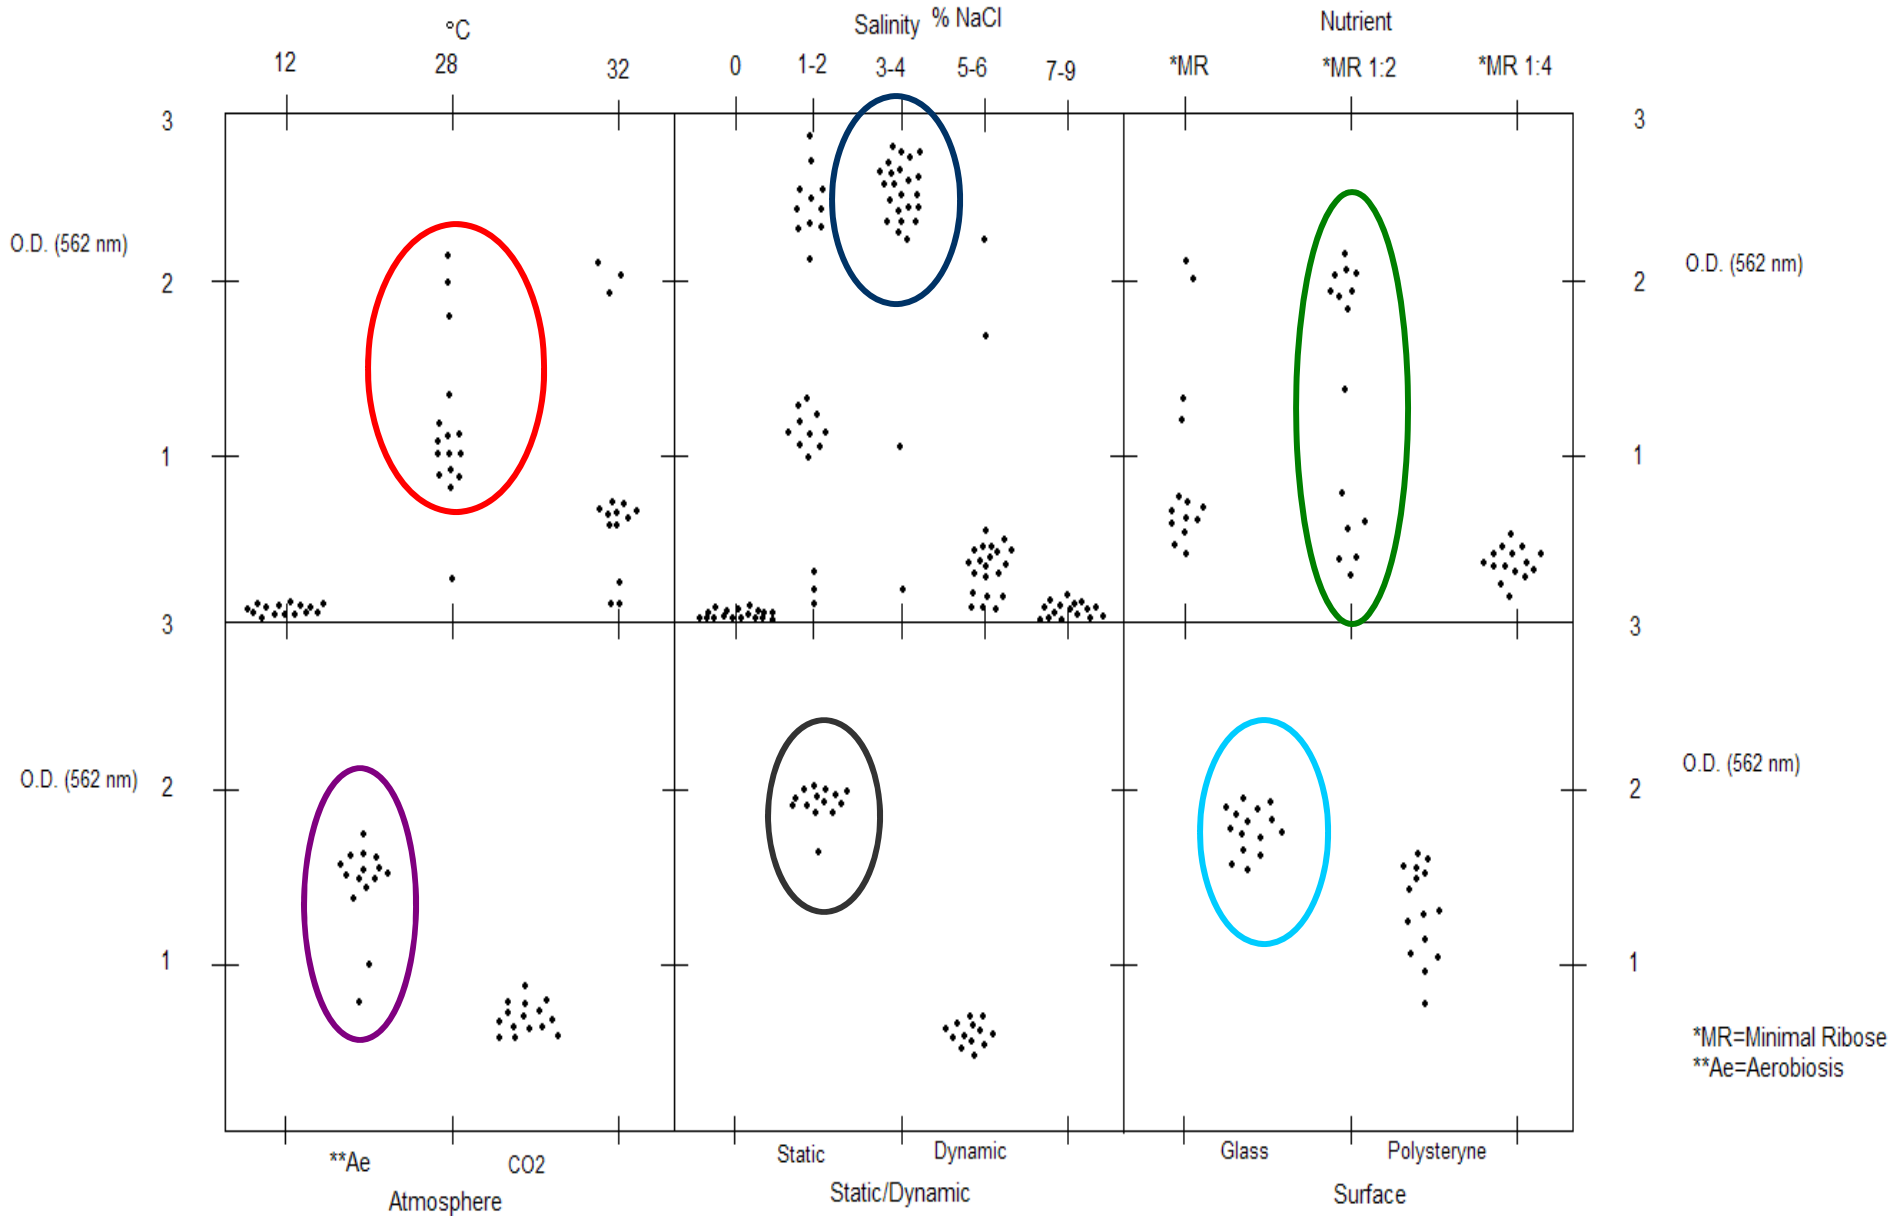 °C
Salinity % NaCl
Nutrient
12 28 32 0 1-2 3-4 5-6 7-9 *MR *MR 1:2 *MR 1:4
3 3
O.D. (562 nm) O.D. (562 nm)
2 2
1 1
3 3
O.D. (562 nm) 2 O.D. (562 nm) 2
1 1
*MR=Minimal Ribose
**Ae=Aerobiosis
**Ae CO2 Static Dynamic Glass Polysteryne
Atmosphere Static/Dynamic Surface